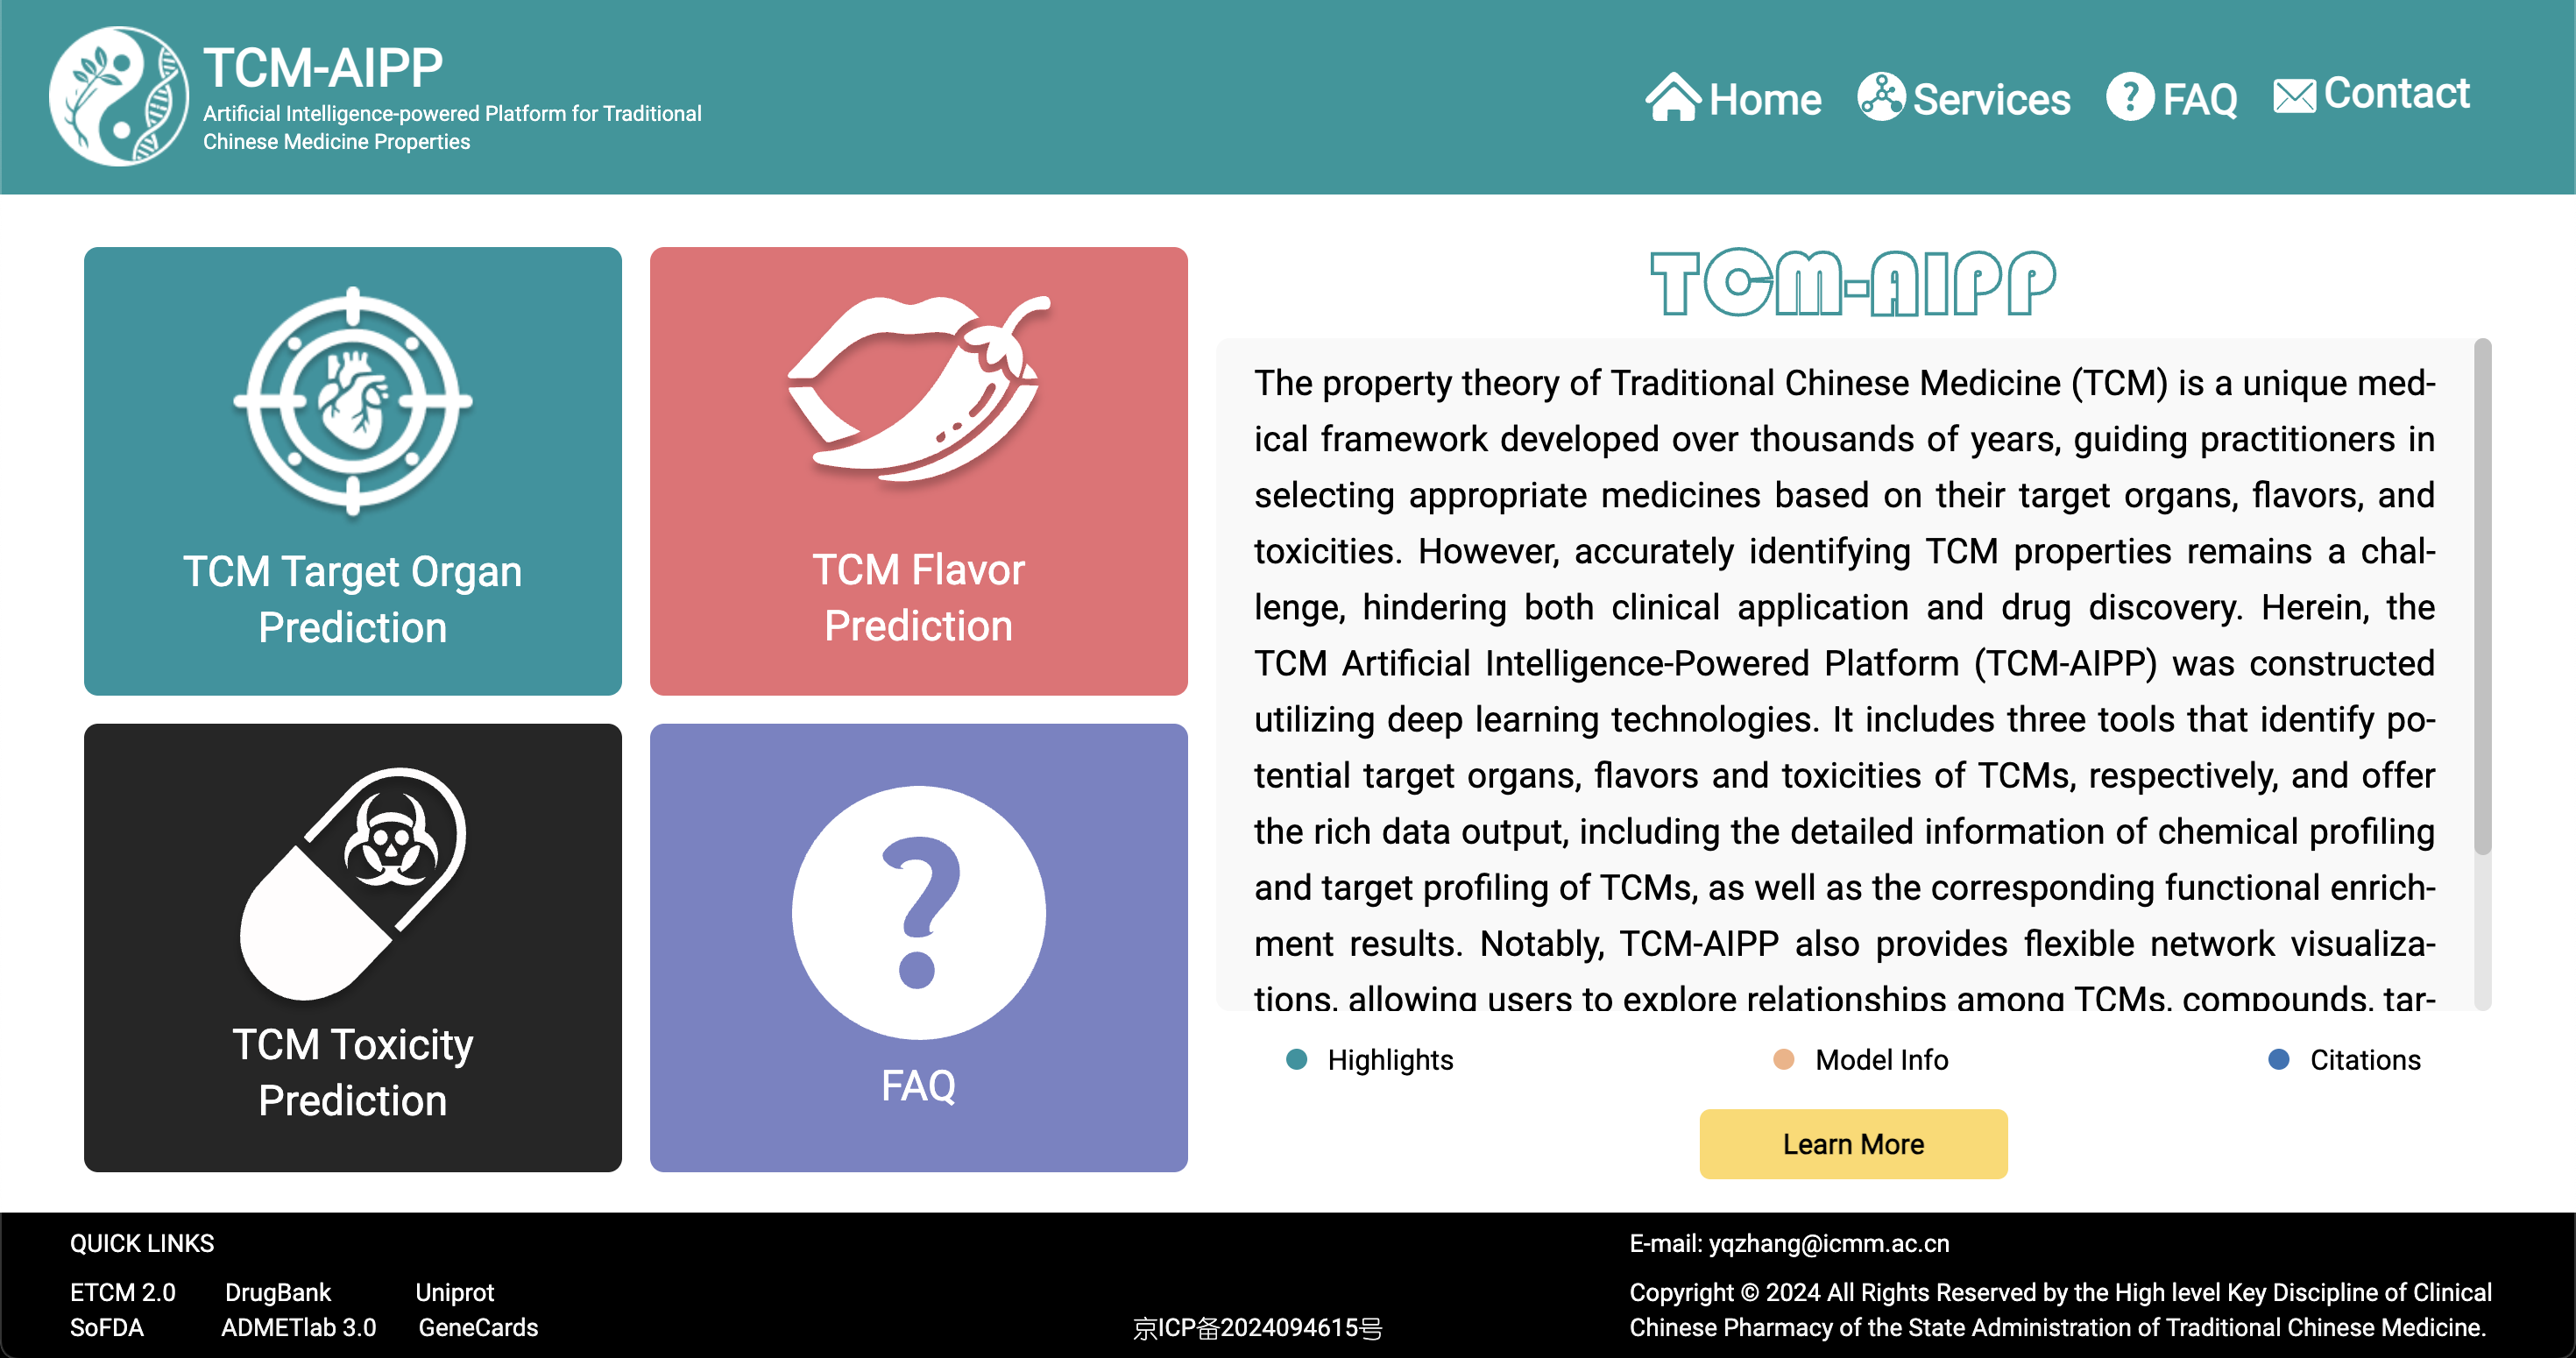 TCM-AIPP
Artificial Intelligence-powered Platform for Traditional
Chinese Medicine Properties
Home
Services
FAQ
Contact
TCM Target Organ
Prediction
TCM Flavor
Prediction
TCM Toxicity
Prediction
FAQ
TCM-AIPP
The property theory of Traditional Chinese Medicine (TCM) is a unique med-
ical framework developed over thousands of years, guiding practitioners in
selecting appropriate medicines based on their target organs, flavors, and
toxicities. However, accurately identifying TCM properties remains a chal-
lenge, hindering both clinical application and drug discovery. Herein, the
TCM Artificial Intelligence-Powered Platform (TCM-AIPP) was constructed
utilizing deep learning technologies. It includes three tools that identify po-
tential target organs, flavors and toxicities of TCMs, respectively, and offer
the rich data output, including the detailed information of chemical profiling
and target profiling of TCMs, as well as the corresponding functional enrich-
ment results. Notably, TCM-AIPP also provides flexible network visualiza-
tions, allowing users to explore relationships among TCMs, compounds, tar-
Highlights
Model Info
Citations
Learn More
QUICK LINKS
ETCM 2.0 DrugBank Uniprot
SoFDA ADMETlab 3.0 GeneCards
京ICP备2024094615号
E-mail: yqzhang@icmm.ac.cn
Copyright © 2024 All Rights Reserved by the High level Key Discipline of Clinical
Chinese Pharmacy of the State Administration of Traditional Chinese Medicine.